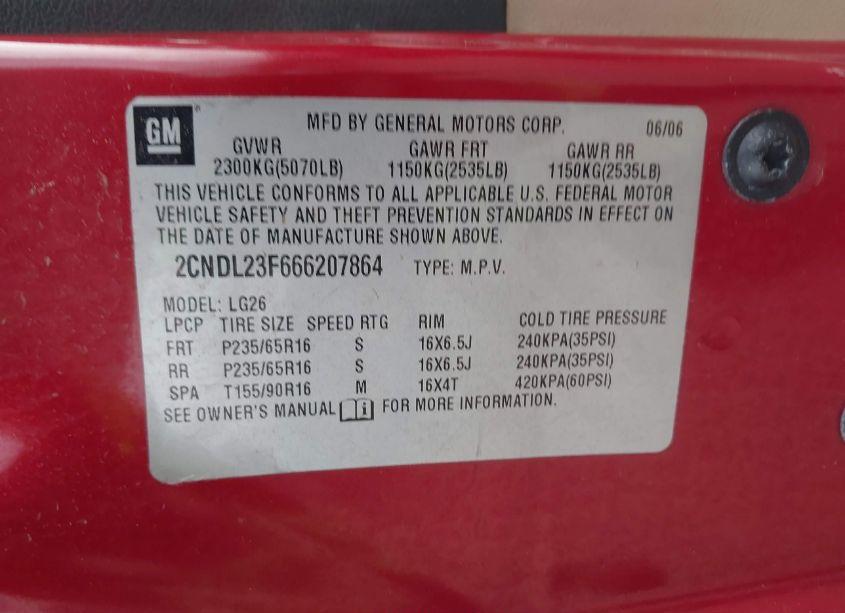 GM
MFD BY GENERAL MOTORS CORP. 06/06
GVWR GAWR FRT GAWR RR
2300KG(5070LB) 1150KG(2535LB) 1150KG(2535LB)
THIS VEHICLE CONFORMS TO ALL APPLICABLE U.S. FEDERAL MOTOR
VEHICLE SAFETY AND THEFT PREVENTION STANDARDS IN EFFECT ON
THE DATE OF MANUFACTURE SHOWN ABOVE.
2CNDL23F666207864 TYPE: M.P.V.
MODEL: LG26
LPCP TIRE SIZE SPEED RTG RIM COLD TIRE PRESSURE
FRT P235/65R16 S 16X6.5J 240KPA(35PSI)
RR P235/65R16 S 16X6.5J 240KPA(35PSI)
SPA T155/90R16 M 16X4T 420KPA(60PSI)
SEE OWNER'S MANUAL i FOR MORE INFORMATION.